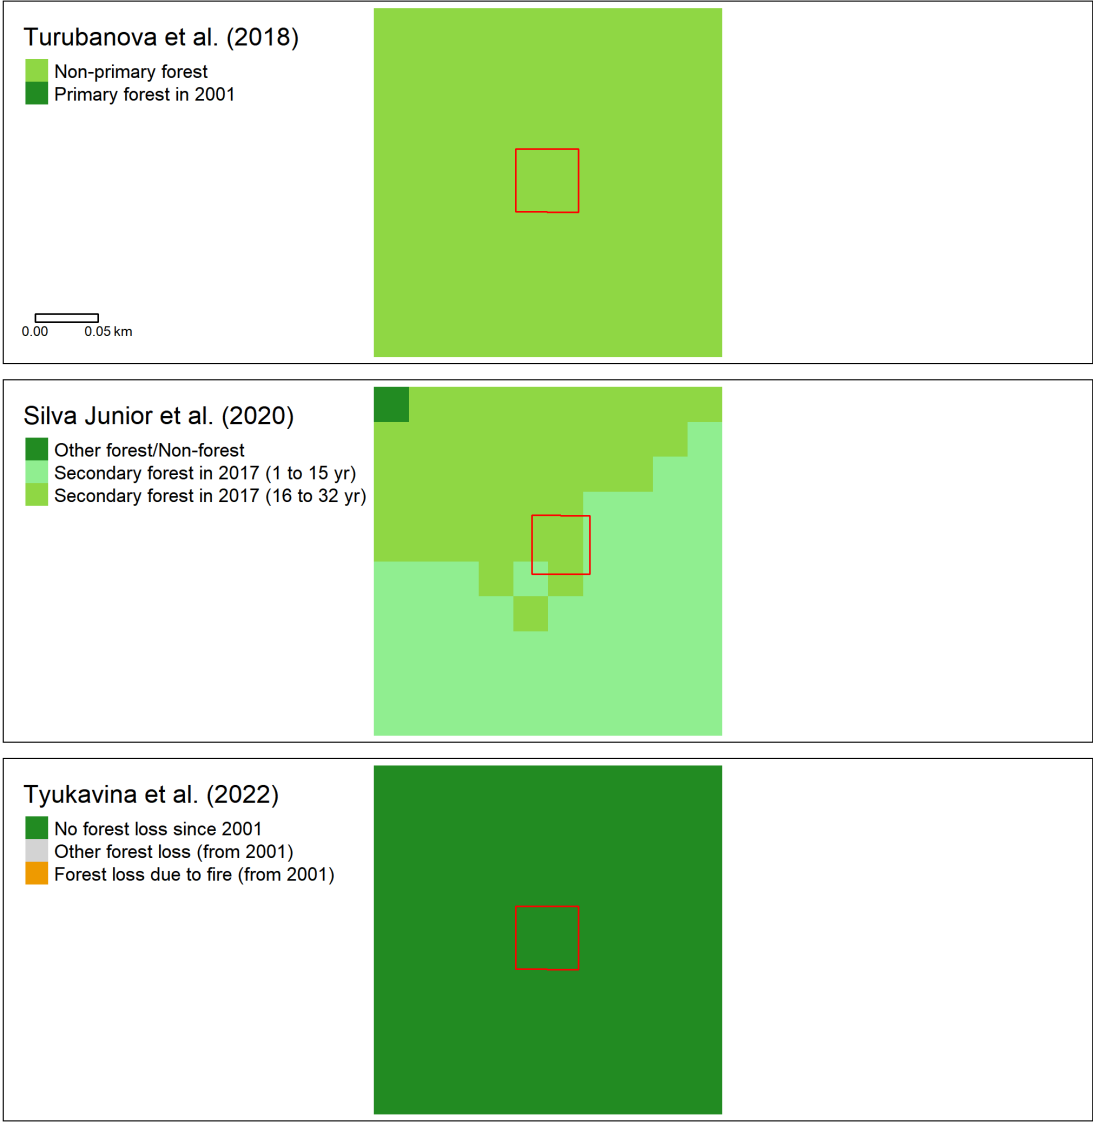 Turubanova et al. (2018)
Non-primary forest
Primary forest in 2001
0.00 0.05 km
Silva Junior et al. (2020)
Other forest/Non-forest
Secondary forest in 2017 (1 to 15 yr)
Secondary forest in 2017 (16 to 32 yr)
Tyukavina et al. (2022)
No forest loss since 2001
Other forest loss (from 2001)
Forest loss due to fire (from 2001)